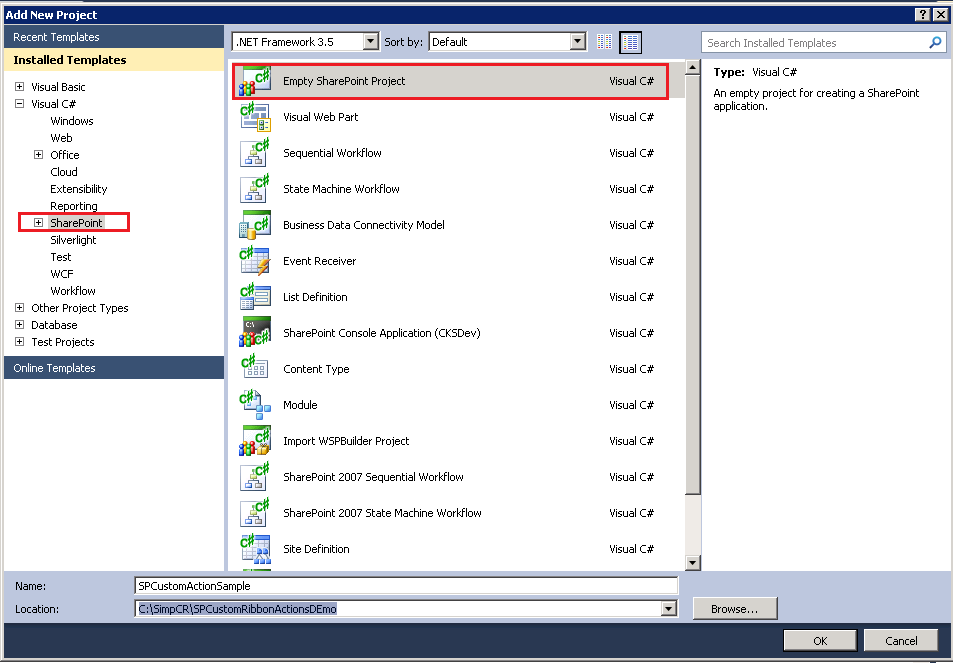 Add New Project
Recent Templates
Installed Templates
Visual Basic
Visual C#
Windows
Web
Office
Cloud
Extensibility
Reporting
SharePoint
Silverlight
Test
WCF
Workflow
Other Project Types
Database
Test Projects
Online Templates
.NET Framework 3.5
Sort by: Default
Search Installed Templates
Empty SharePoint Project Visual C#
Visual Web Part Visual C#
Sequential Workflow Visual C#
State Machine Workflow Visual C#
Business Data Connectivity Model Visual C#
Event Receiver Visual C#
List Definition Visual C#
SharePoint Console Application (CKSDev) Visual C#
Content Type Visual C#
Module Visual C#
Import WSPBuilder Project Visual C#
SharePoint 2007 Sequential Workflow Visual C#
SharePoint 2007 State Machine Workflow Visual C#
Site Definition Visual C#
Type: Visual C#
An empty project for creating a SharePoint
application.
Name: SPCustomActionSample
Location: C:\SimpCR\SPCustomRibbonActionsDEmo
Browse...
OK
Cancel